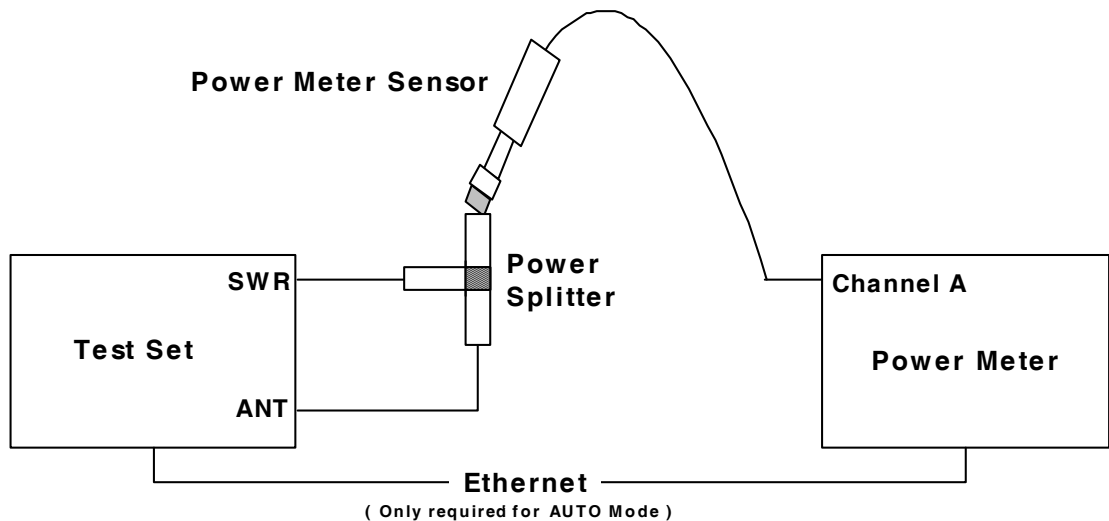 Power Meter Sensor
SWR
Power
Splitter
Channel A
Test Set
Power Meter
ANT
Ethernet
( Only required for AUTO Mode )